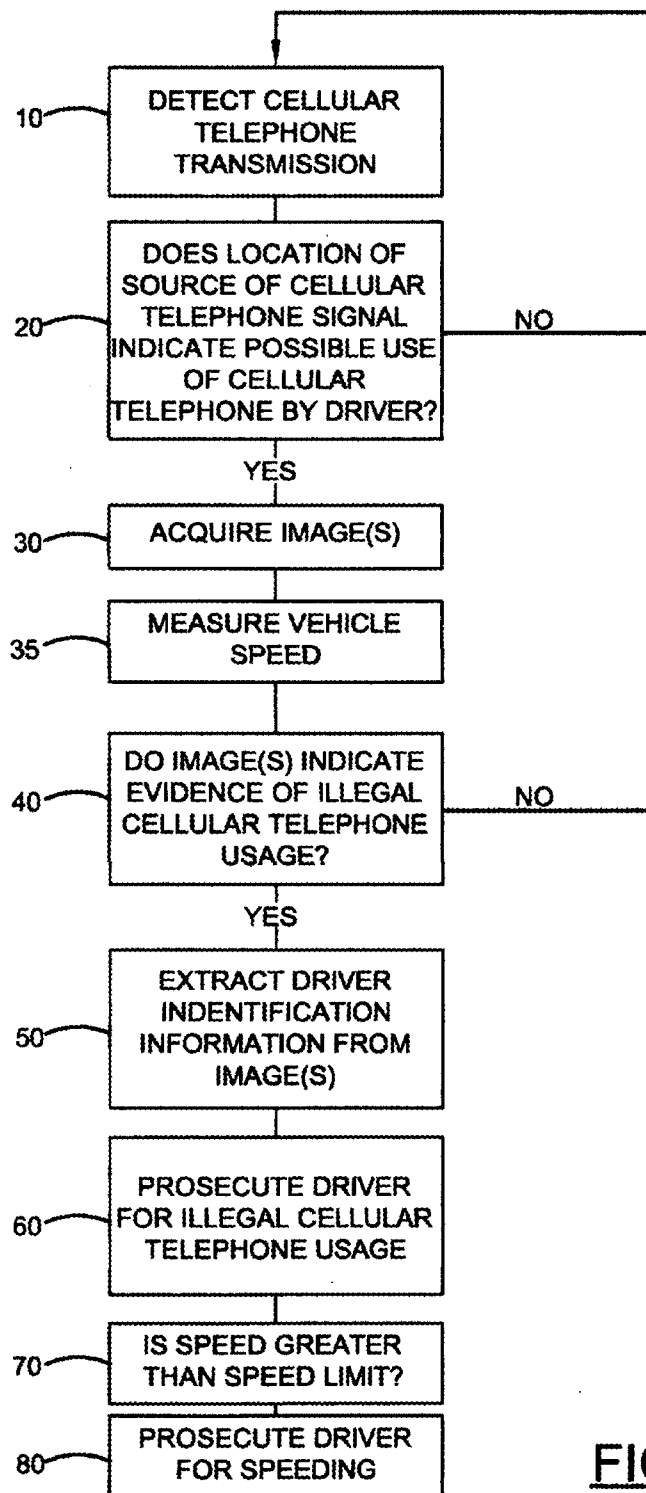 10
DETECT CELLULAR
TELEPHONE
TRANSMISSION
20
DOES LOCATION OF
SOURCE OF CELLULAR
TELEPHONE SIGNAL
INDICATE POSSIBLE USE
OF CELLULAR
TELEPHONE BY DRIVER?
NO
YES
30
ACQUIRE IMAGE(S)
35
MEASURE VEHICLE
SPEED
40
DO IMAGE(S) INDICATE
EVIDENCE OF ILLEGAL
CELLULAR TELEPHONE
USAGE?
NO
YES
50
EXTRACT DRIVER
INDENTIFICATION
INFORMATION FROM
IMAGE(S)
60
PROSECUTE DRIVER
FOR ILLEGAL CELLULAR
TELEPHONE USAGE
70
IS SPEED GREATER
THAN SPEED LIMIT?
80
PROSECUTE DRIVER
FOR SPEEDING
FIG